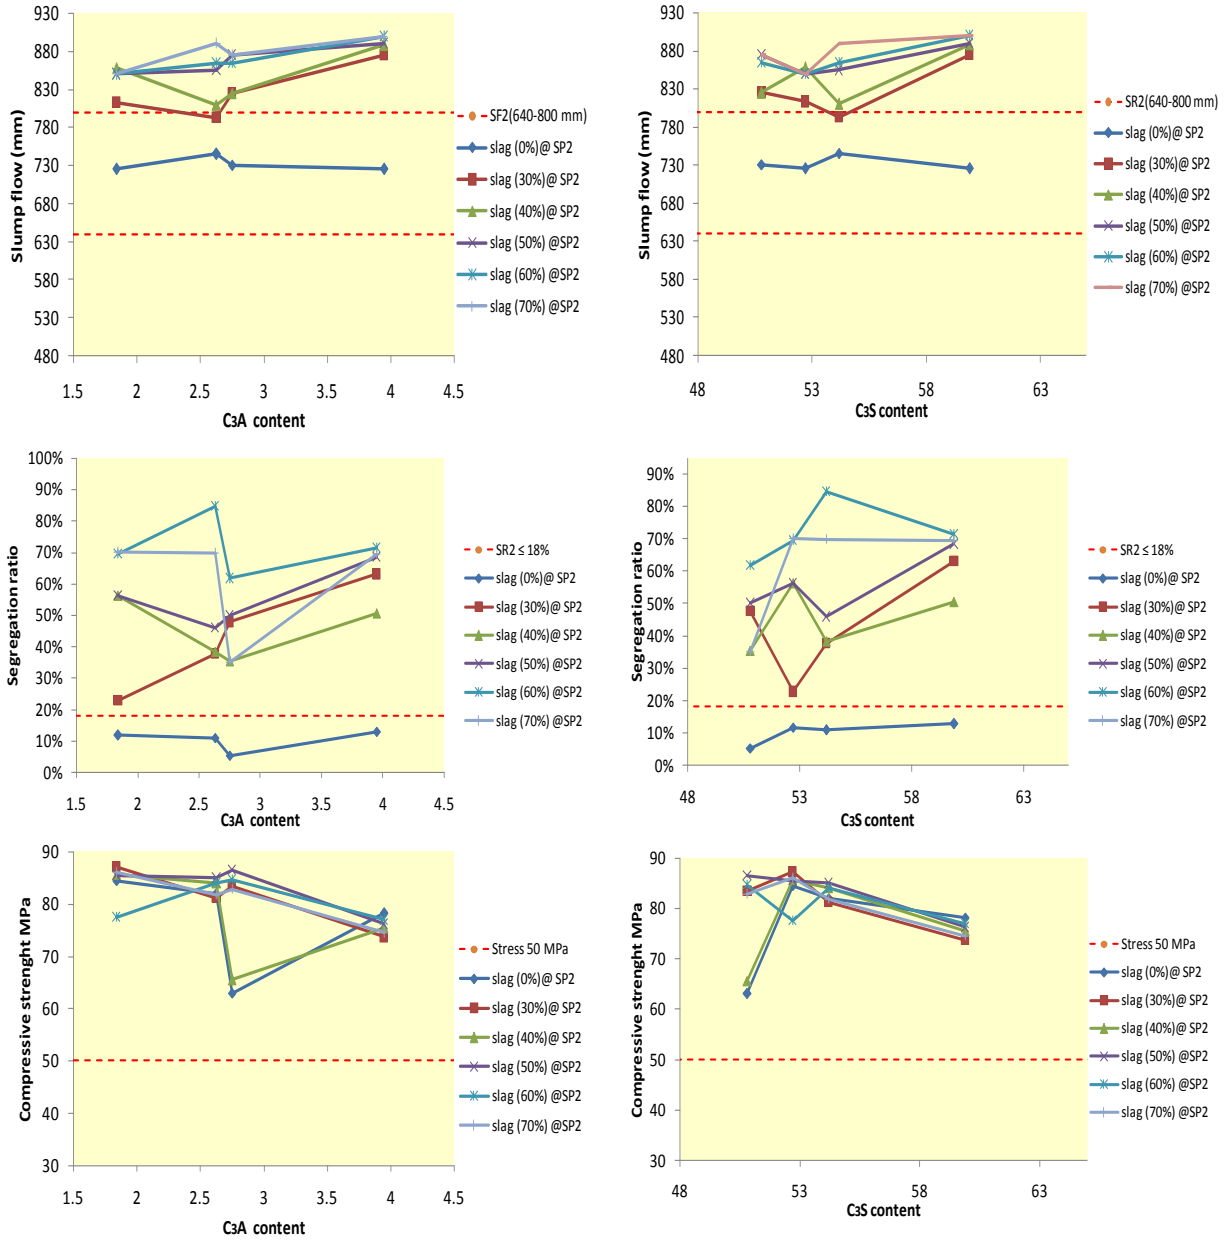 930
880
830
780
730
680
630
580
530
480
Slump flow (mm)
1.5 2 2.5 3 3.5 4 4.5
C3A content
SF2(640-800 mm)
slag (0%)@ SP2
slag (30%)@ SP2
slag (40%)@ SP2
slag (50%) @SP2
slag (60%) @SP2
slag (70%) @SP2
930
880
830
780
730
680
630
580
530
480
Slump flow (mm)
48 53 58 63
C3S content
SR2(640-800 mm)
slag (0%)@ SP2
slag (30%)@ SP2
slag (40%)@ SP2
slag (50%) @SP2
slag (60%) @SP2
slag (70%) @SP2
100%
90%
80%
70%
60%
50%
40%
30%
20%
10%
0%
Segregation ratio
1.5 2 2.5 3 3.5 4 4.5
C3A content
SR2 ≤ 18%
slag (0%)@ SP2
slag (30%)@ SP2
slag (40%)@ SP2
slag (50%) @SP2
slag (60%) @SP2
slag (70%) @SP2
90%
80%
70%
60%
50%
40%
30%
20%
10%
0%
Segregation ratio
48 53 58 63
C3S content
SR2 ≤ 18%
slag (0%)@ SP2
slag (30%)@ SP2
slag (40%)@ SP2
slag (50%) @SP2
slag (60%) @SP2
slag (70%) @SP2
90
80
70
60
50
40
30
Compressive strenght MPa
1.5 2 2.5 3 3.5 4 4.5
C3A content
Stress 50 MPa
slag (0%)@ SP2
slag (30%)@ SP2
slag (40%)@ SP2
slag (50%) @SP2
slag (60%) @SP2
slag (70%) @SP2
90
80
70
60
50
40
30
Compressive strenght MPa
48 53 58 63
C3S content
Stress 50 MPa
slag (0%)@ SP2
slag (30%)@ SP2
slag (40%)@ SP2
slag (50%) @SP2
slag (60%) @SP2
slag (70%) @SP2